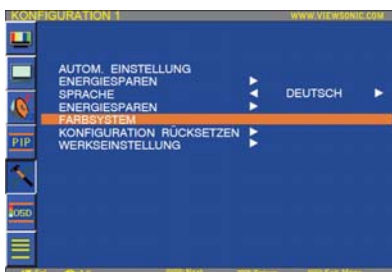 KONFIGURATION 1 WWW.VIEWSONIC.COM
AUTOM. EINSTELLUNG
ENERGIESPAREN
SPRACHE DEUTSCH
ENERGIESPAREN
FARBSYSTEM
KONFIGURATION RÜCKSETZEN
WERKSEINSTELLUNG
PIP
OSD